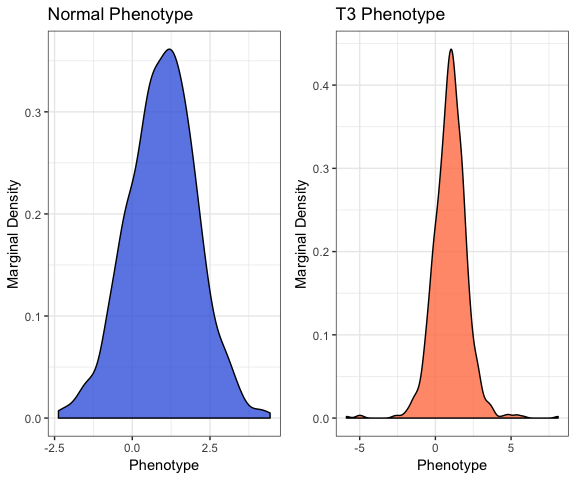 Normal Phenotype
Marginal Density
0.3
0.2
0.1
0.0
-2.5 0.0 2.5
Phenotype
T3 Phenotype
Marginal Density
0.4
0.3
0.2
0.1
0.0
-5 0 5
Phenotype